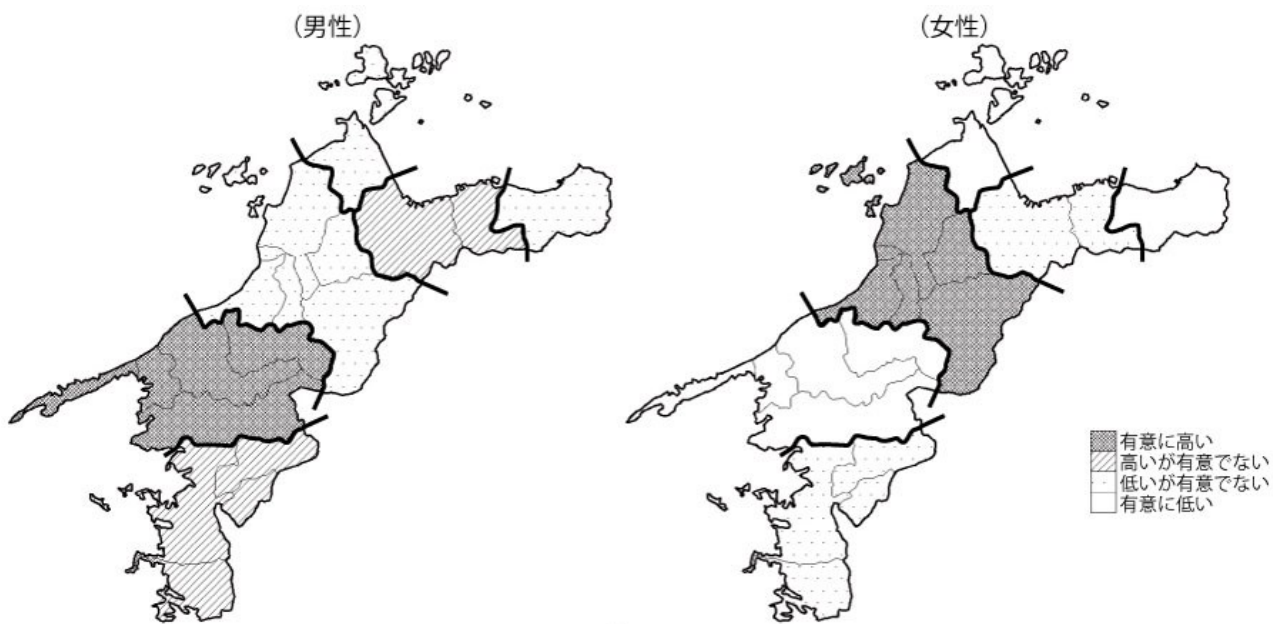 （男性）
（女性）
有意に高い
高いが有意でない
低いが有意でない
有意に低い